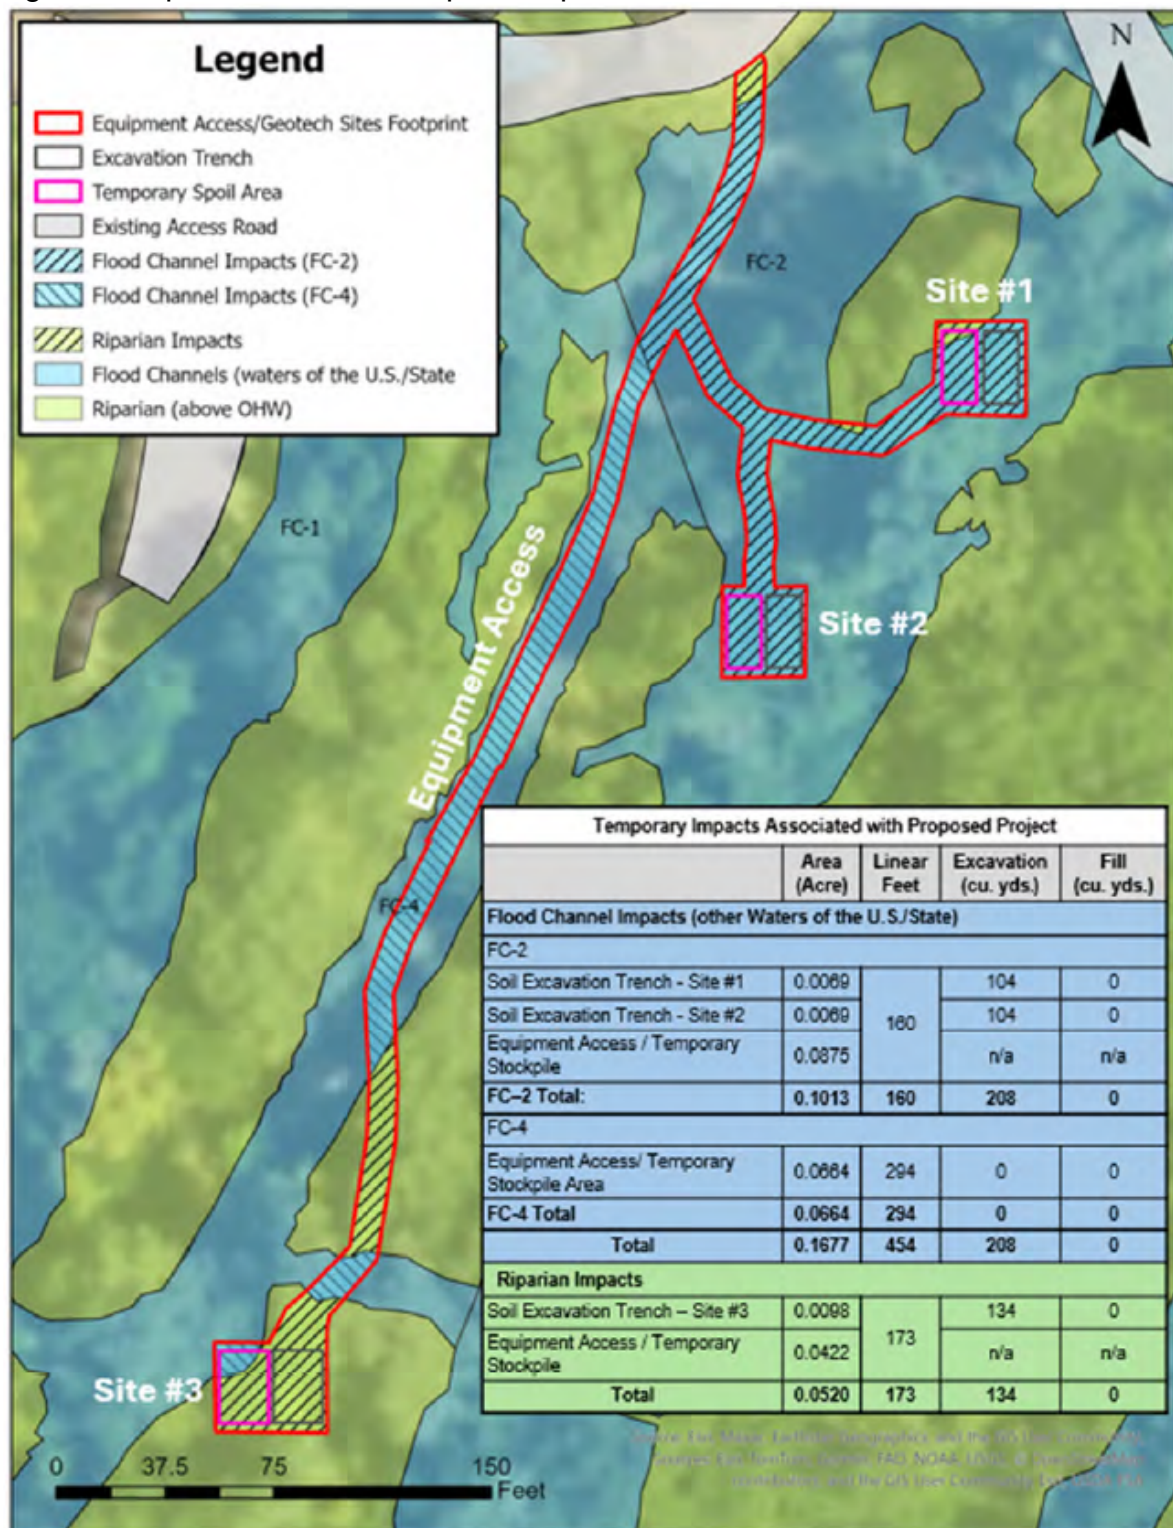 Legend
Equipment Access/Geotech Sites Footprint
Excavation Trench
Temporary Spoil Area
Existing Access Road
Flood Channel Impacts (FC-2)
Flood Channel Impacts (FC-4)
Riparian Impacts
Flood Channels (waters of the U.S./State
Riparian (above OHW)
N
FC-2
Site #1
FC-1
Equipment Access
Site #2
FC-4
Temporary Impacts Associated with Proposed Project
Area (Acre) Linear Feet Excavation (cu. yds.) Fill (cu. yds.)
Flood Channel Impacts (other Waters of the U.S./State)
FC-2
Soil Excavation Trench - Site #1 0.0069 160 104 0
Soil Excavation Trench - Site #2 0.0069 104 0
Equipment Access / Temporary Stockpile 0.0875 n/a n/a
FC–2 Total: 0.1013 160 208 0
FC-4
Equipment Access/ Temporary Stockpile Area 0.0664 294 0 0
FC-4 Total 0.0664 294 0 0
Total 0.1677 454 208 0
Riparian Impacts
Soil Excavation Trench – Site #3 0.0098 173 134 0
Equipment Access / Temporary Stockpile 0.0422 n/a n/a
Total 0.0520 173 134 0
Site #3
0 37.5 75 150
Feet